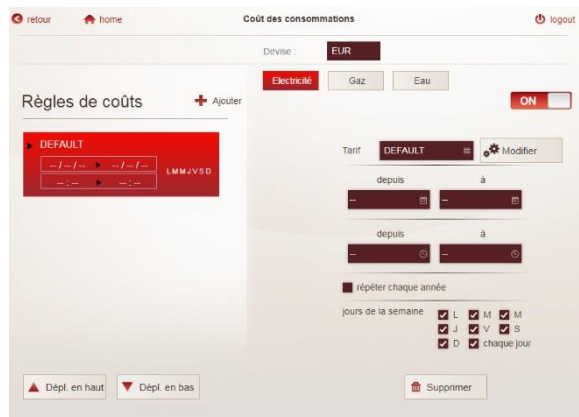 retour
home
Coût des consommations
logout
Devise :
EUR
Electricité
Gaz
Eau
Règles de coûts
Ajouter
ON
DEFAULT
--/--/--
--/--/--
--:--
--:--
LMMJVSD
Tarif
DEFAULT
Modifier
depuis
à
--
--
depuis
à
--
--
répéter chaque année
jours de la semaine
L
M
M
J
V
S
D
chaque jour
Dépl. en haut
Dépl. en bas
Supprimer